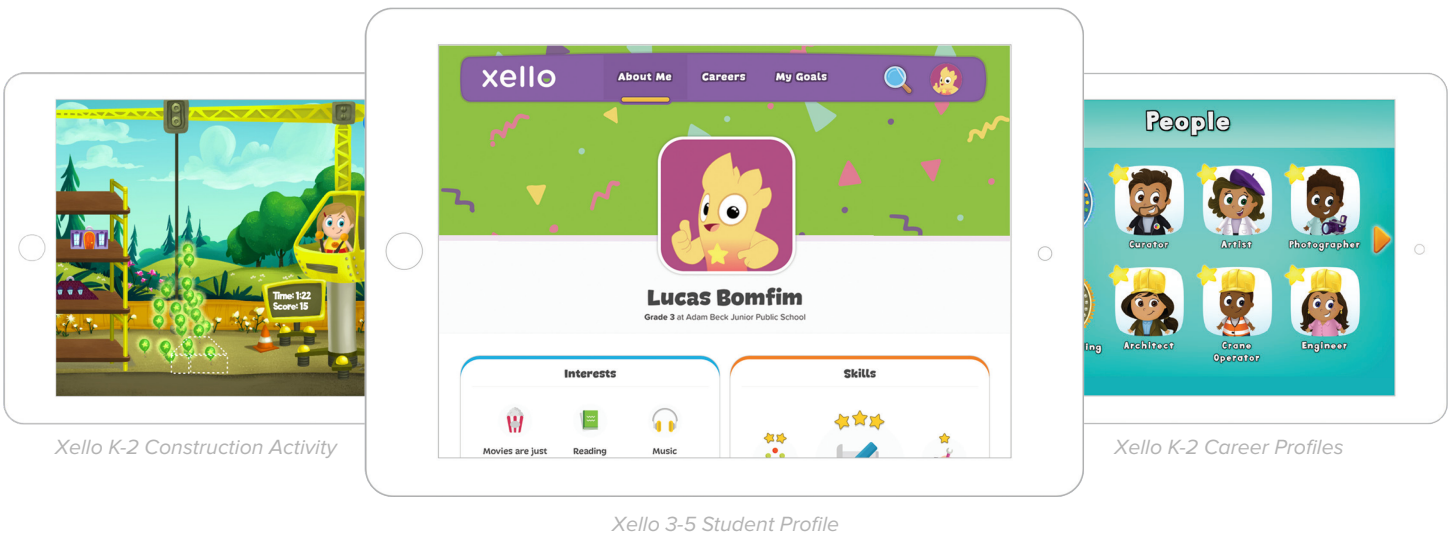 xello
About Me
Careers
My Goals
Lucas Bomfim
Grade 3 at Adam Beck Junior Public School
Interests
Movies are just
Reading
Music
Skills
Time: 1:22
Score: 15
People
Curator
Artist
Photographer
ing
Architect
Crane
Operator
Engineer
Xello K-2 Construction Activity
Xello 3-5 Student Profile
Xello K-2 Career Profiles